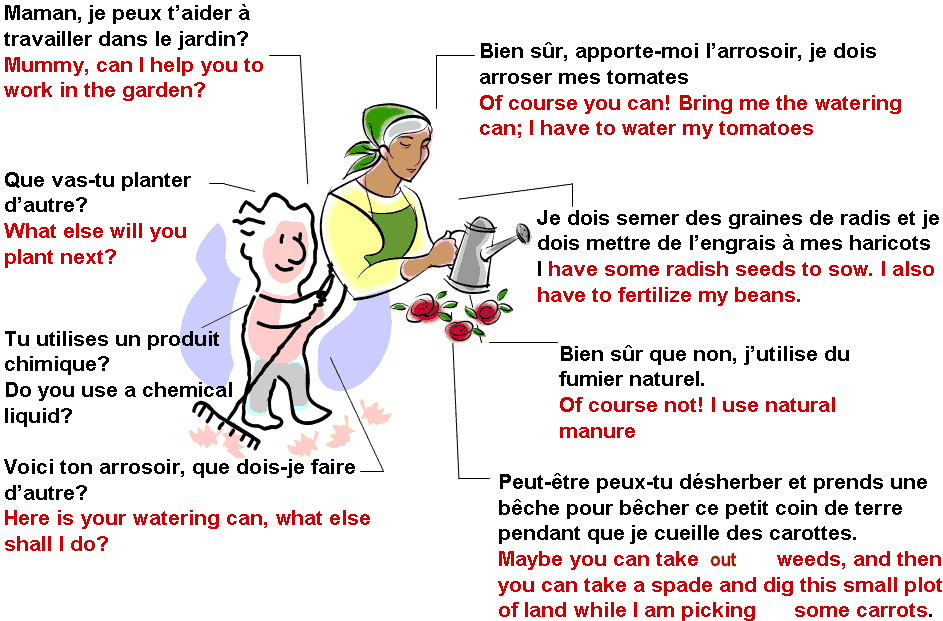 Maman, je peux t'aider à
travailler dans le jardin?
Mummy, can I help you to
work in the garden?
Bien sûr, apporte-moi l'arrosoir, je dois
arroser mes tomates
Of course you can! Bring me the watering
can; I have to water my tomatoes
Que vas-tu planter
d'autre?
What else will you
plant next?
Je dois semer des graines de radis et je
dois mettre de l'engrais à mes haricots
I have some radish seeds to sow. I also
have to fertilize my beans.
Tu utilises un produit
chimique?
Do you use a chemical
liquid?
Bien sûr que non, j'utilise du
fumier naturel.
Of course not! I use natural
manure
Voici ton arrosoir, que dois-je faire
d'autre?
Here is your watering can, what else
shall I do?
Peut-être peux-tu désherber et prends une
bêche pour bêcher ce petit coin de terre
pendant que je cueille des carottes.
Maybe you can take out weeds, and then
you can take a spade and dig this small plot
of land while I am picking some carrots.